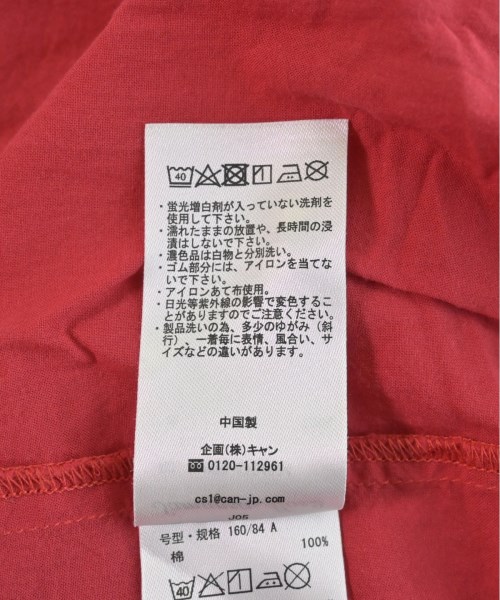 40
・蛍光増白剤が入っていない洗剤を
使用して下さい。
・濡れたままの放置や、長時間の浸
漬はしないで下さい。
・濃色品は白物と分別洗い。
・ゴム部分には、アイロンを当てな
いで下さい。
・アイロンあて布使用。
・日光等紫外線の影響で変色するこ
とがありますのでご注意ください。
・製品洗いの為、多少のゆがみ（斜
行）、一着毎に表情、風合い、サ
イズなどの違いがあります。
中国製
企画(株)キャン
0120-112961
csl@can-jp.com
J05
号型・规格 160/84 A
棉 100%
40